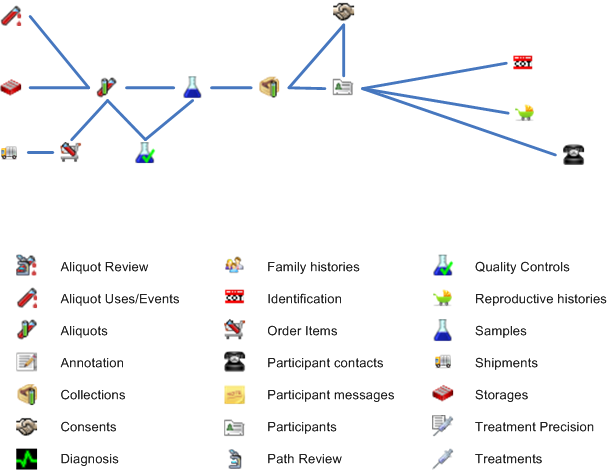 Aliquot Review
Family histories
Quality Controls
Aliquot Uses/Events
Identification
Reproductive histories
Aliquots
Order Items
Samples
Annotation
Participant contacts
Shipments
Collections
Participant messages
Storages
Consents
Participants
Treatment Precision
Diagnosis
Path Review
Treatments